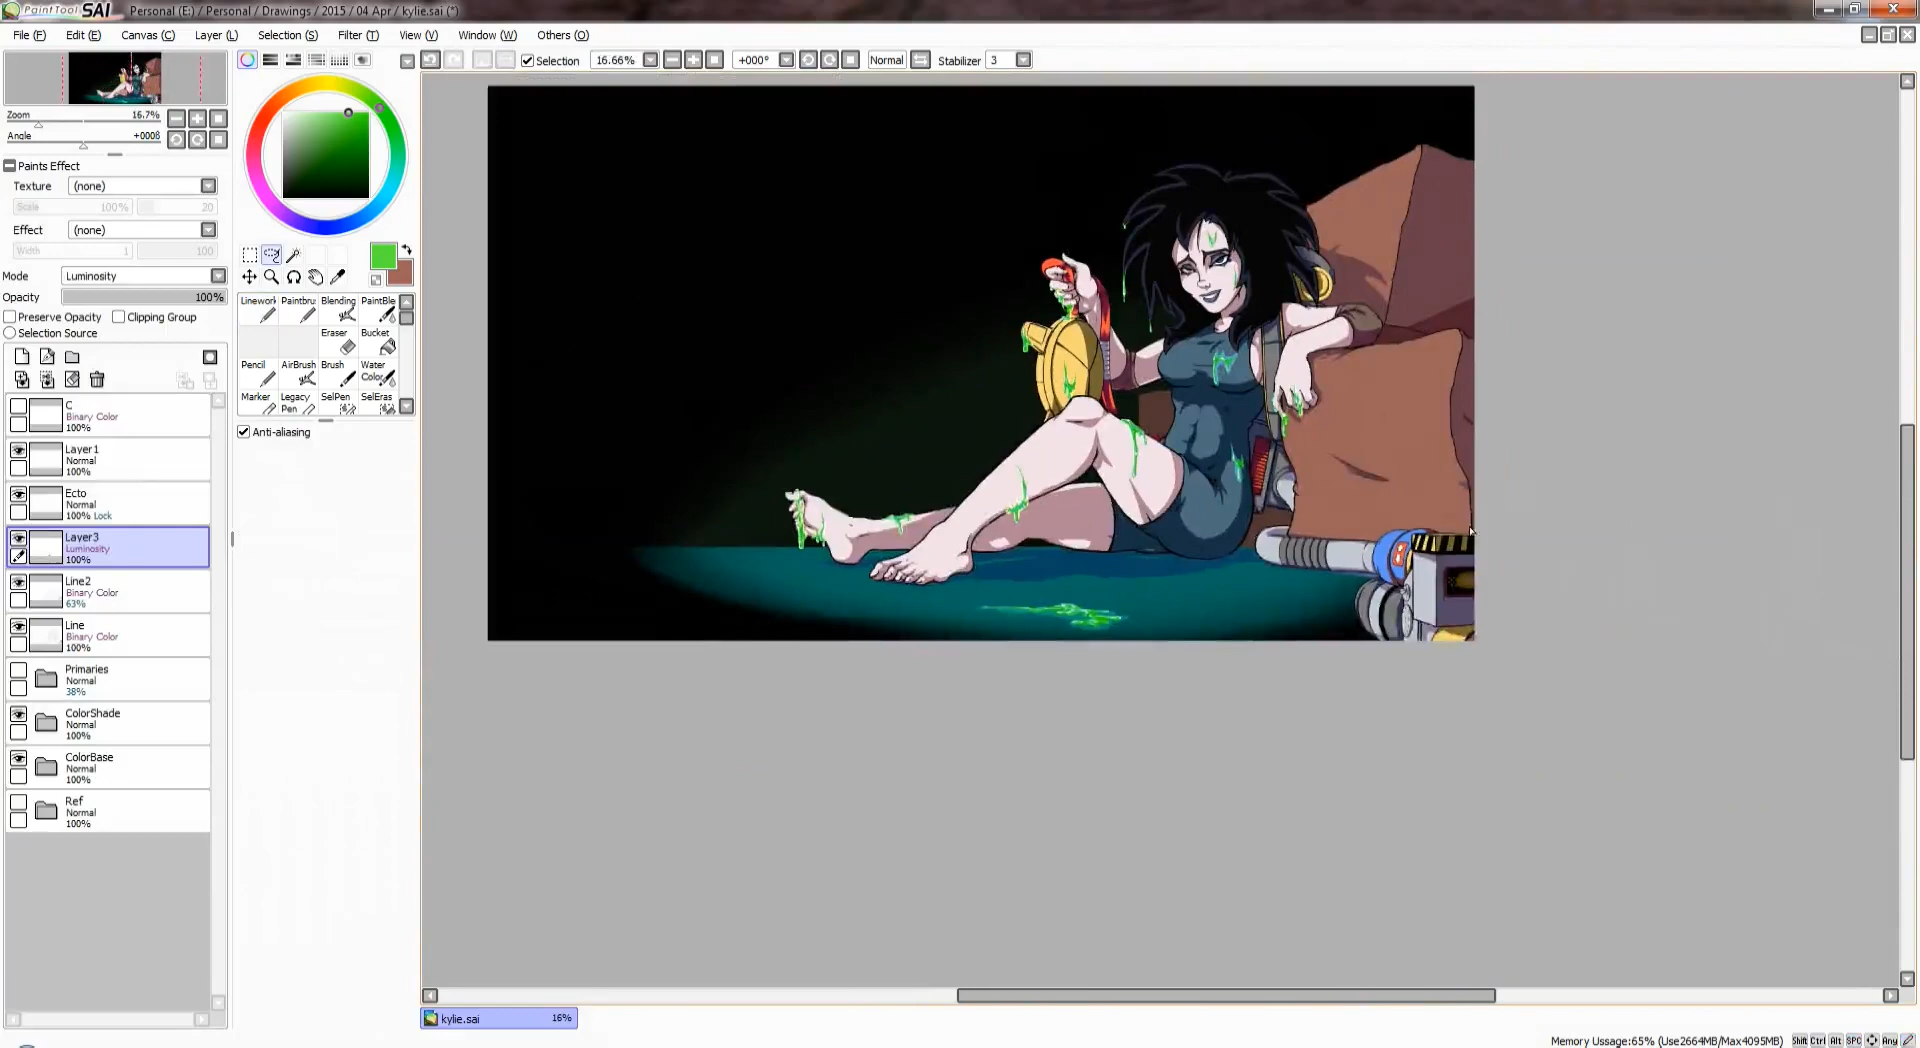 PaintTool SAI Personal (E:) / Personal / Drawings / 2015 / 04 Apr / kylie.sai (*)
File (F) Edit (E) Canvas (C) Layer (L) Selection (S) Filter (T) View (V) Window (W) Others (O)
Selection 16.66% +000° Normal Stabilizer 3
Zoom 16.7%
Angle +000ß
Paints Effect
Texture (none)
Scale 100% 20
Effect (none)
Width 1 100
Mode Luminosity
Opacity 100%
Preserve Opacity Clipping Group
Selection Source
C
Binary Color
100%
Layer1
Normal
100%
Ecto
Normal
100% Lock
Layer3
Luminosity
100%
Line2
Binary Color
63%
Line
Binary Color
100%
Primaries
Normal
38%
ColorShade
Normal
100%
ColorBase
Normal
100%
Ref
Normal
100%
Linework Paintbru: Blending PaintBle
Eraser Bucket
Pencil AirBrush Brush Water Color
Marker Legacy Pen SelPen SelEras
Anti-aliasing
kylie.sai 16%
Memory Ussage:65% (Use2664MB/Max4095MB) Shift Ctrl Alt SPC Any